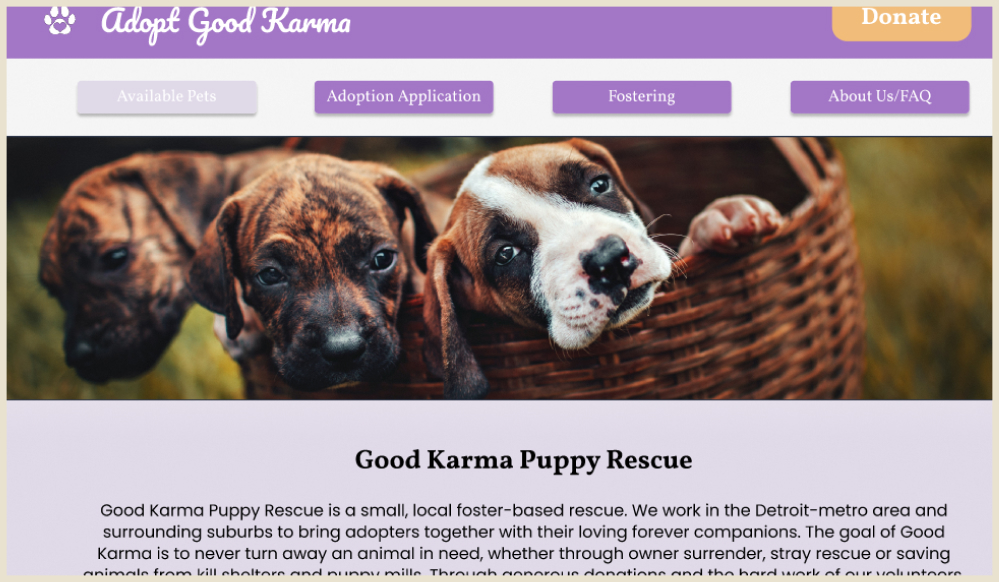 Adopt Good Karma
Donate
Available Pets
Adoption Application
Fostering
About Us/FAQ
Good Karma Puppy Rescue
Good Karma Puppy Rescue is a small, local foster-based rescue. We work in the Detroit-metro area and
surrounding suburbs to bring adopters together with their loving forever companions. The goal of Good
Karma is to never turn away an animal in need, whether through owner surrender, stray rescue or saving
animals from kill shelters and puppy mills. Through generous donations and the hard work of our volunteers